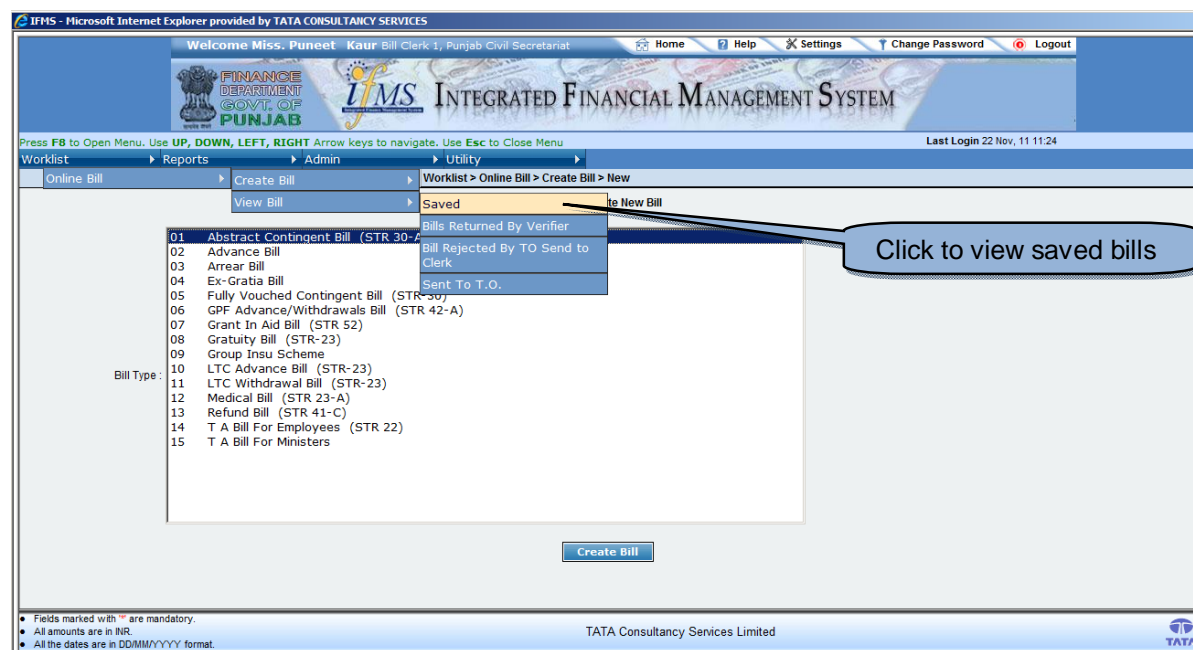 IFMS - Microsoft Internet Explorer provided by TATA CONSULTANCY SERVICES
Welcome Miss. Puneet Kaur Bill Clerk 1, Punjab Civil Secretariat
Home Help Settings Change Password Logout
FINANCE
DEPARTMENT
GOVT. OF
PUNJAB
IFMS
INTEGRATED FINANCIAL MANAGEMENT SYSTEM
Press F8 to Open Menu. Use UP, DOWN, LEFT, RIGHT Arrow keys to navigate. Use Esc to Close Menu
Last Login 22 Nov, 11 11:24
Worklist Reports Admin Utility
Online Bill Create Bill Worklist > Online Bill > Create Bill > New
View Bill Saved te New Bill
Bills Returned By Verifier
Bill Rejected By TO Send to
Clerk
Sent To T.O.
Click to view saved bills
Bill Type :
01 Abstract Contingent Bill (STR 30-A
02 Advance Bill
03 Arrear Bill
04 Ex-Gratia Bill
05 Fully Vouched Contingent Bill (STR-30)
06 GPF Advance/Withdrawals Bill (STR 42-A)
07 Grant In Aid Bill (STR 52)
08 Gratuity Bill (STR-23)
09 Group Insu Scheme
10 LTC Advance Bill (STR-23)
11 LTC Withdrawal Bill (STR-23)
12 Medical Bill (STR 23-A)
13 Refund Bill (STR 41-C)
14 T A Bill For Employees (STR 22)
15 T A Bill For Ministers
Create Bill
• Fields marked with '*' are mandatory.
• All amounts are in INR.
• All the dates are in DD/MM/YYYY format.
TATA Consultancy Services Limited
TATA